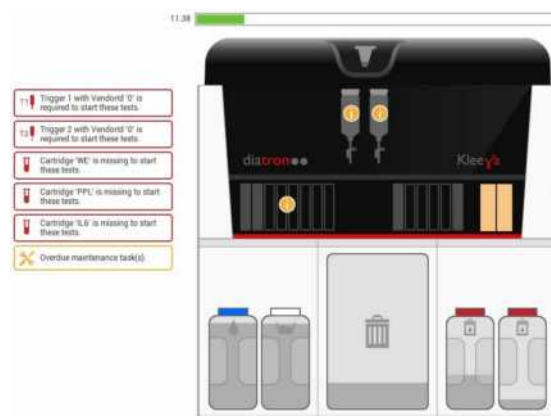 11:38
T1
Trigger 1 with VendorId '0' is
required to start these tests.
T2
Trigger 2 with VendorId '0' is
required to start these tests.
Cartridge 'WE' is missing to start
these tests.
Cartridge 'PPL' is missing to start
these tests.
Cartridge 'IL6' is missing to start
these tests.
Overdue maintenance task(s).
diatron
Kleeya